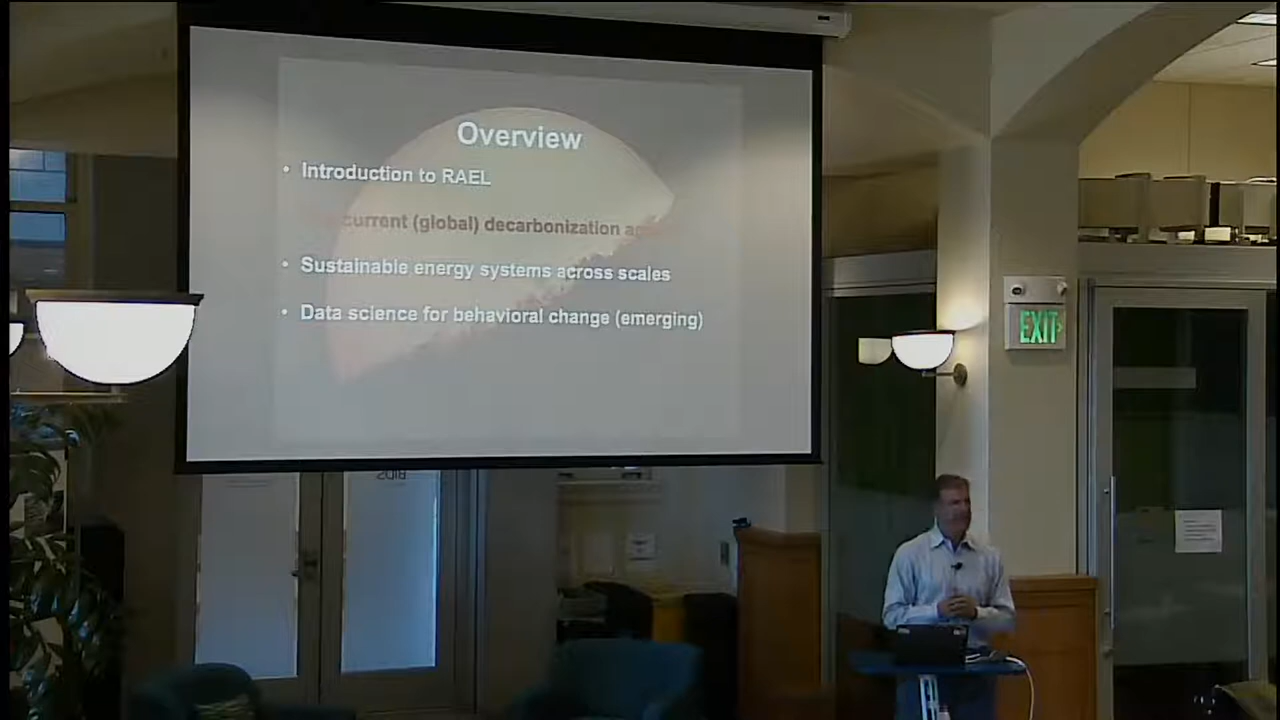 Overview
• Introduction to RAEL
current (global) decarbonization
• Sustainable energy systems across scales
• Data science for behavioral change (emerging)
EXIT
BIDS